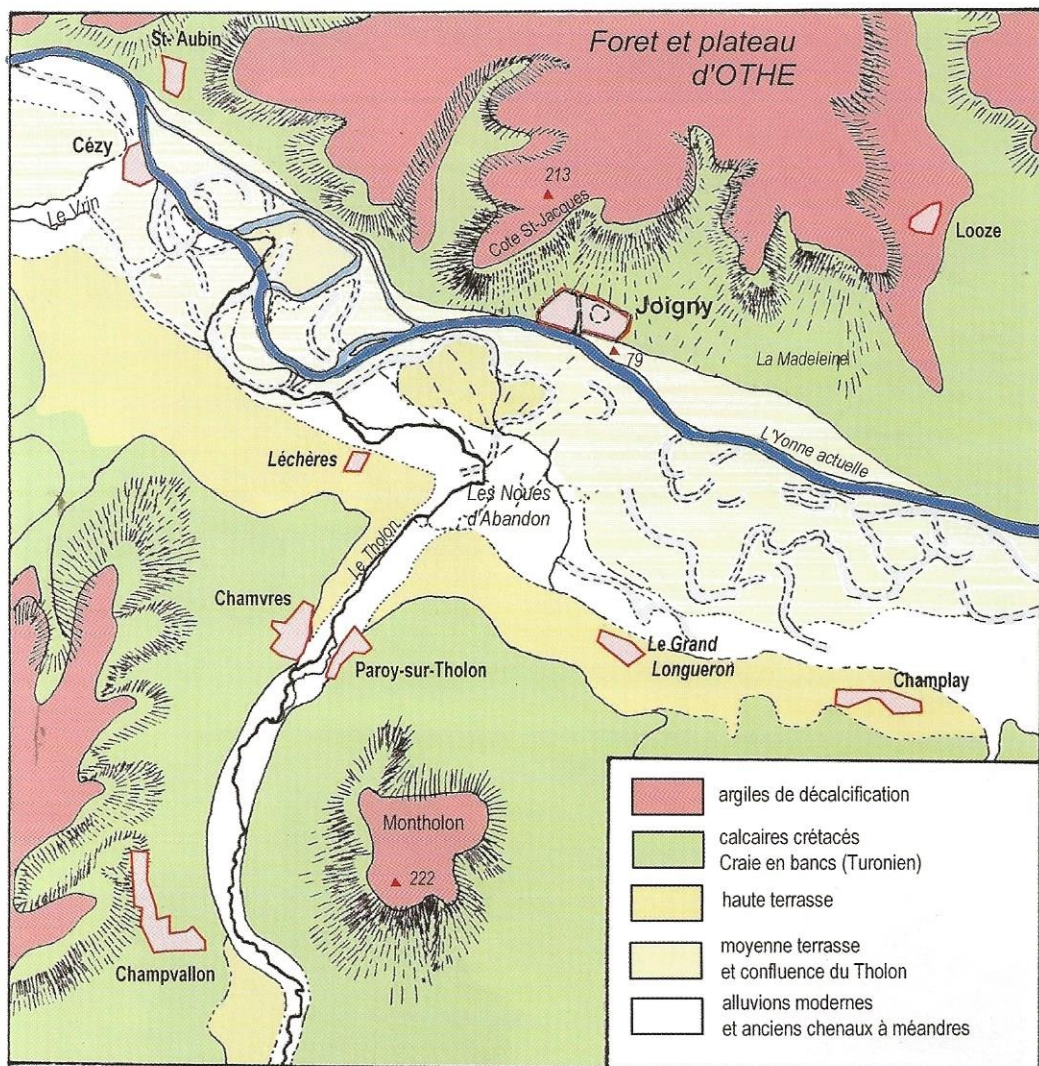 St- Aubin
Foret et plateau
d'OTHE
Cézy
213
Le Vrin
Cote St-Jacques
Looze
Joigny
79
La Madeleine
L'Yonne actuelle
Léchères
Les Noues
d'Abandon
Le Tholon
Chamvres
Paroy-sur-Tholon
Le Grand
Longueron
Champlay
Montholon
222
Champvallon
argiles de décalcification
calcaires crétacés
Craie en bancs (Turonien)
haute terrasse
moyenne terrasse
et confluence du Tholon
alluvions modernes
et anciens chenaux à méandres